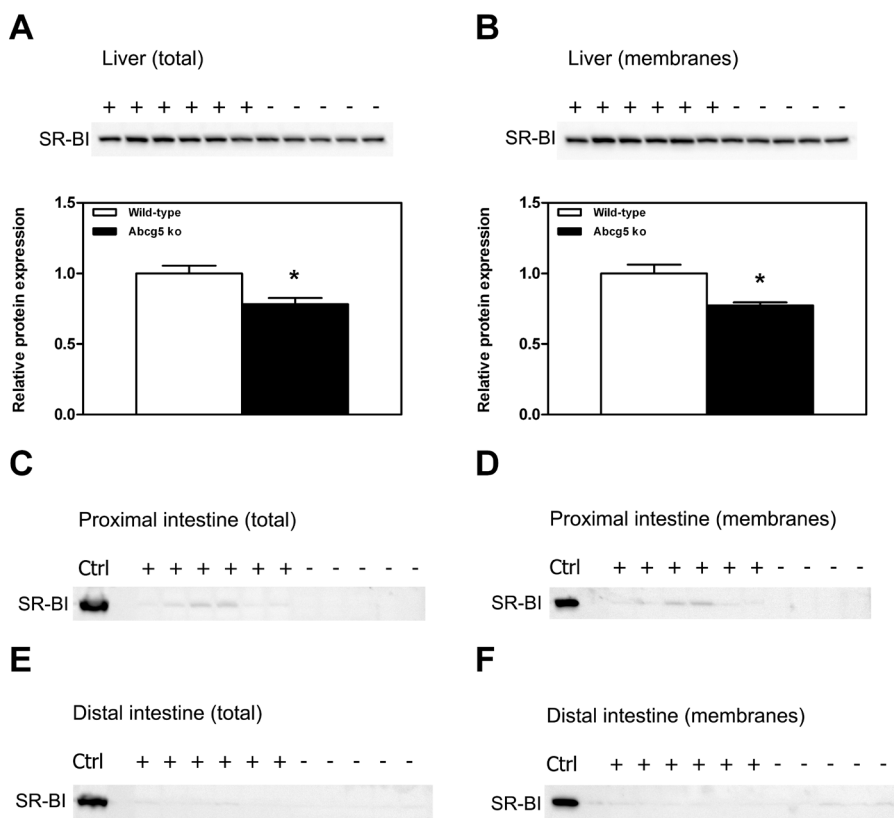 A
Liver (total)
+ + + + + + - - - - -
SR-BI
1.5
1.0
0.5
0.0
Relative protein expression
Wild-type
Abcg5 ko
*
B
Liver (membranes)
+ + + + + + - - - - -
SR-BI
1.5
1.0
0.5
0.0
Relative protein expression
Wild-type
Abcg5 ko
*
C
Proximal intestine (total)
Ctrl + + + + + + - - - - -
SR-BI
D
Proximal intestine (membranes)
Ctrl + + + + + + - - - -
SR-BI
E
Distal intestine (total)
Ctrl + + + + + + - - - - -
SR-BI
F
Distal intestine (membranes)
Ctrl + + + + + + - - - - -
SR-BI